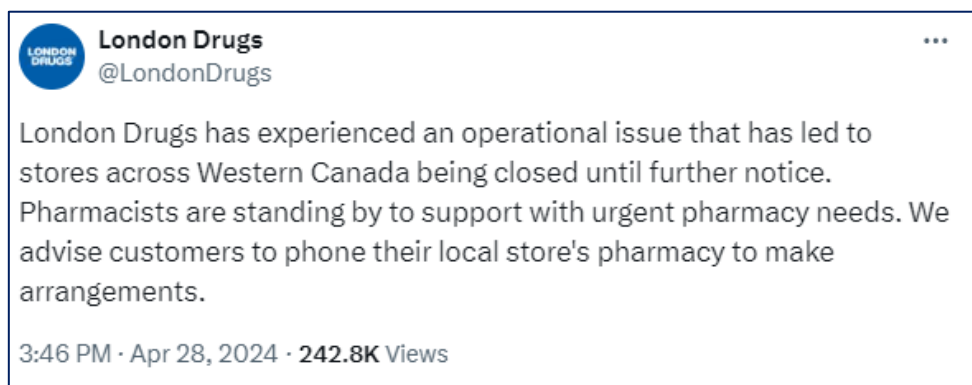 LONDON
DRUGS
London Drugs
@LondonDrugs
London Drugs has experienced an operational issue that has led to
stores across Western Canada being closed until further notice.
Pharmacists are standing by to support with urgent pharmacy needs. We
advise customers to phone their local store's pharmacy to make
arrangements.
3:46 PM · Apr 28, 2024 · 242.8K Views